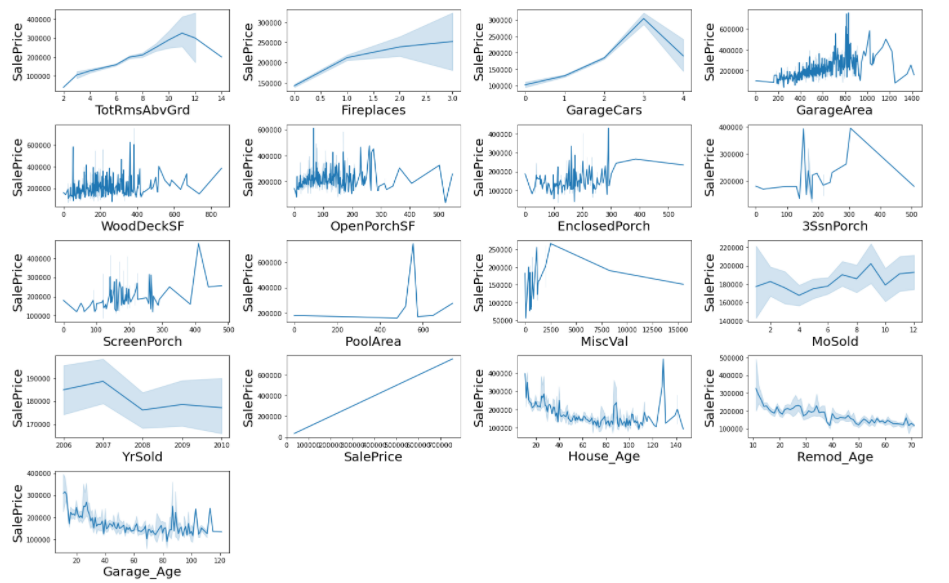 SalePrice
400000
300000
200000
100000
2 4 6 8 10 12 14
TotRmsAbvGrd
SalePrice
300000
250000
200000
150000
0.0 0.5 1.0 1.5 2.0 2.5 3.0
Fireplaces
SalePrice
300000
200000
100000
0 1 2 3 4
GarageCars
SalePrice
600000
400000
200000
0 200 400 600 800 1000 1200 1400
GarageArea
SalePrice
600000
400000
200000
0 200 400 600 800
WoodDeckSF
SalePrice
600000
400000
200000
0 100 200 300 400 500
OpenPorchSF
SalePrice
400000
300000
200000
100000
0 100 200 300 400 500
EnclosedPorch
SalePrice
400000
300000
200000
0 100 200 300 400 500
3SsnPorch
SalePrice
400000
300000
200000
100000
0 100 200 300 400 500
ScreenPorch
SalePrice
600000
400000
200000
0 200 400 600
PoolArea
SalePrice
250000
200000
150000
100000
50000
0 2500 5000 7500 10000 12500 15000
MiscVal
SalePrice
220000
200000
180000
160000
140000
2 4 6 8 10 12
MoSold
SalePrice
190000
180000
170000
2006 2007 2008 2009 2010
YrSold
SalePrice
600000
400000
200000
0
0
SalePrice
SalePrice
400000
300000
200000
100000
20 40 60 80 100 120 140
House_Age
SalePrice
500000
400000
300000
200000
100000
10 20 30 40 50 60 70
Remod_Age
SalePrice
400000
300000
200000
100000
20 40 60 80 100 120
Garage_Age